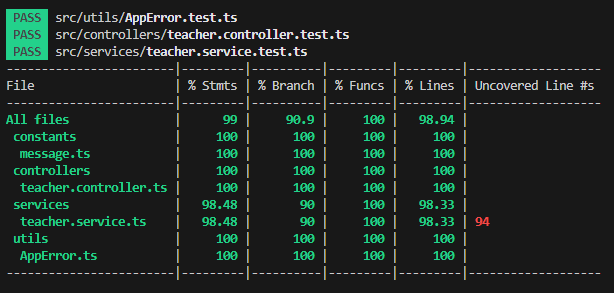 PASS src/utils/AppError.test.ts
PASS src/controllers/teacher.controller.test.ts
PASS src/services/teacher.service.test.ts
------------------------|---------|----------|---------|---------|-------------------
File                    | % Stmts | % Branch | % Funcs | % Lines | Uncovered Line #s
------------------------|---------|----------|---------|---------|-------------------
All files               |      99 |     90.9 |     100 |   98.94 |
 constants              |     100 |      100 |     100 |     100 |
  message.ts            |     100 |      100 |     100 |     100 |
 controllers            |     100 |      100 |     100 |     100 |
  teacher.controller.ts |     100 |      100 |     100 |     100 |
 services               |   98.48 |       90 |     100 |   98.33 |
  teacher.service.ts    |   98.48 |       90 |     100 |   98.33 | 94
 utils                  |     100 |      100 |     100 |     100 |
  AppError.ts           |     100 |      100 |     100 |     100 |
------------------------|---------|----------|---------|---------|-------------------